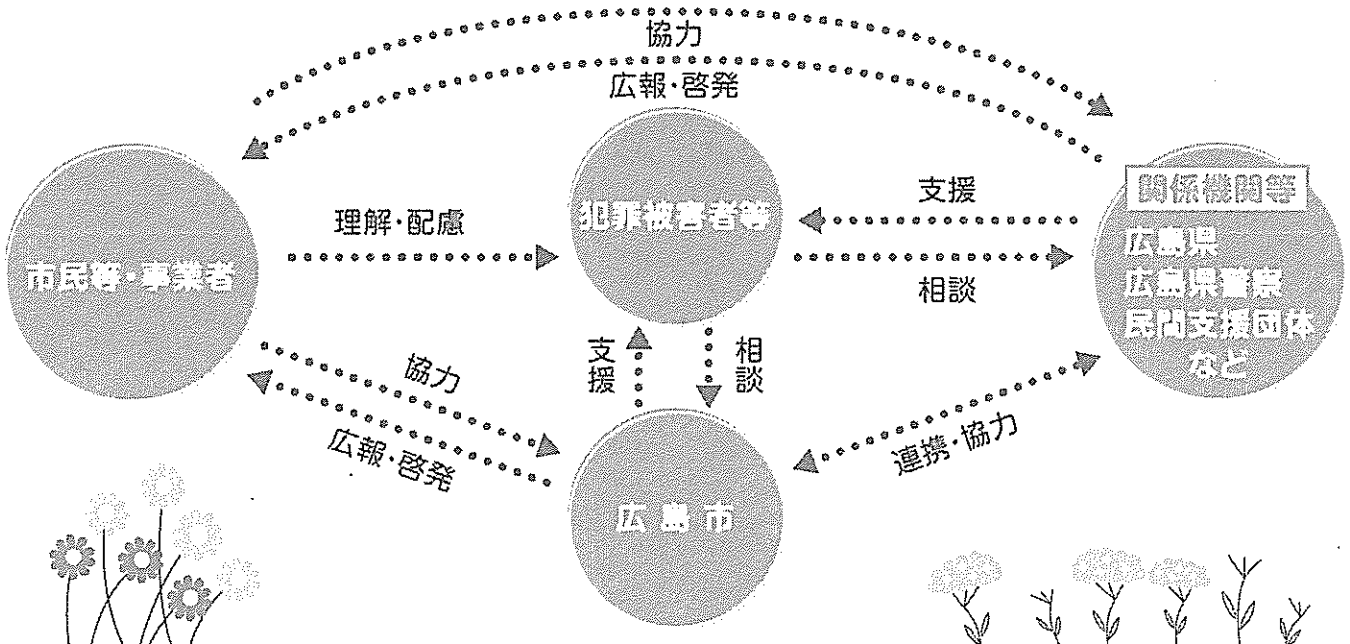 協力
広報・啓発
関係機関等
広島県
広島県警察
民間支援団体
など
犯罪被害者等
支援
相談
理解・配慮
市民等・事業者
支援
相談
協力
広報・啓発
連携・協力
広島市